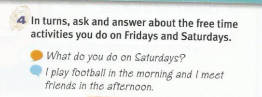 4 In turns, ask and answer about the free time
activities you do on Fridays and Saturdays.
What do you do on Saturdays?
I play football in the morning and I meet
friends in the afternoon.